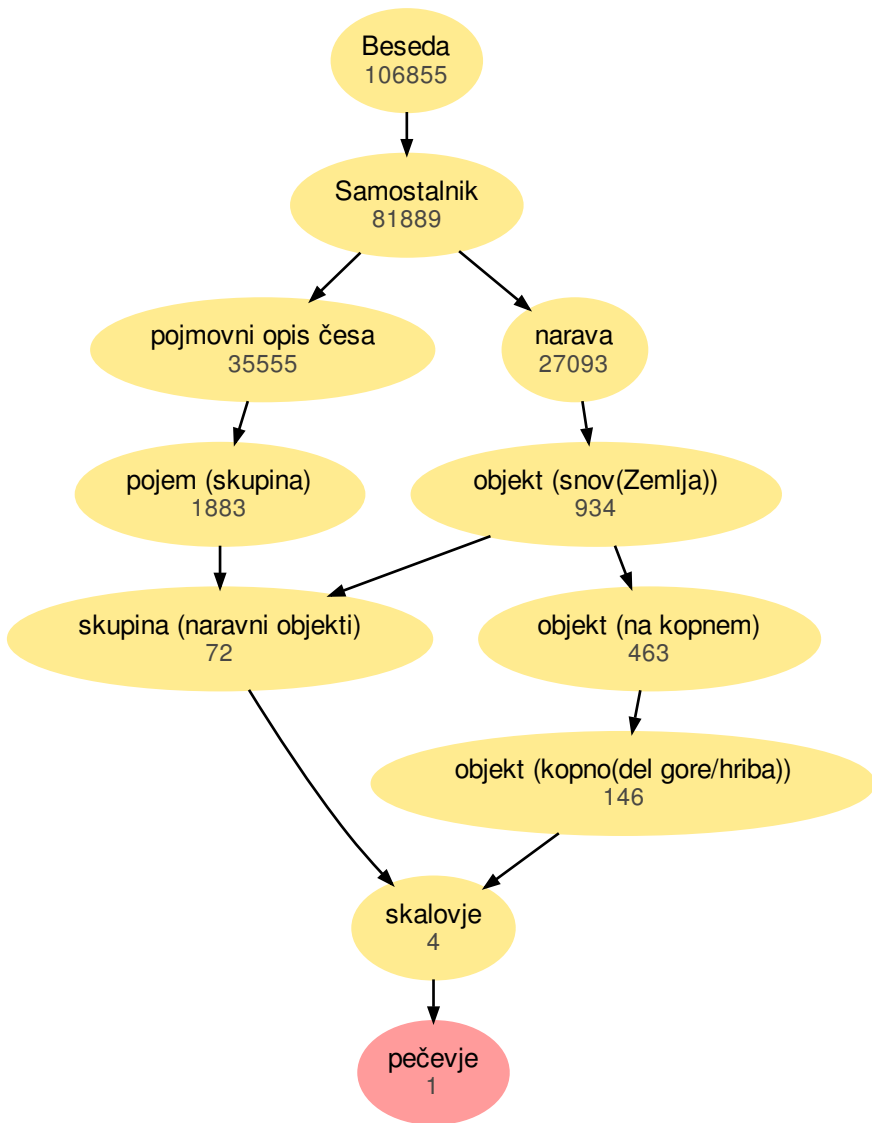 Beseda
106855
Samostalnik
81889
pojmovni opis česa
35555
narava
27093
pojem (skupina)
1883
objekt (snov(Zemlja))
934
skupina (naravni objekti)
72
objekt (na kopnem)
463
objekt (kopno(del gore/hriba))
146
skalovje
4
pečevje
1